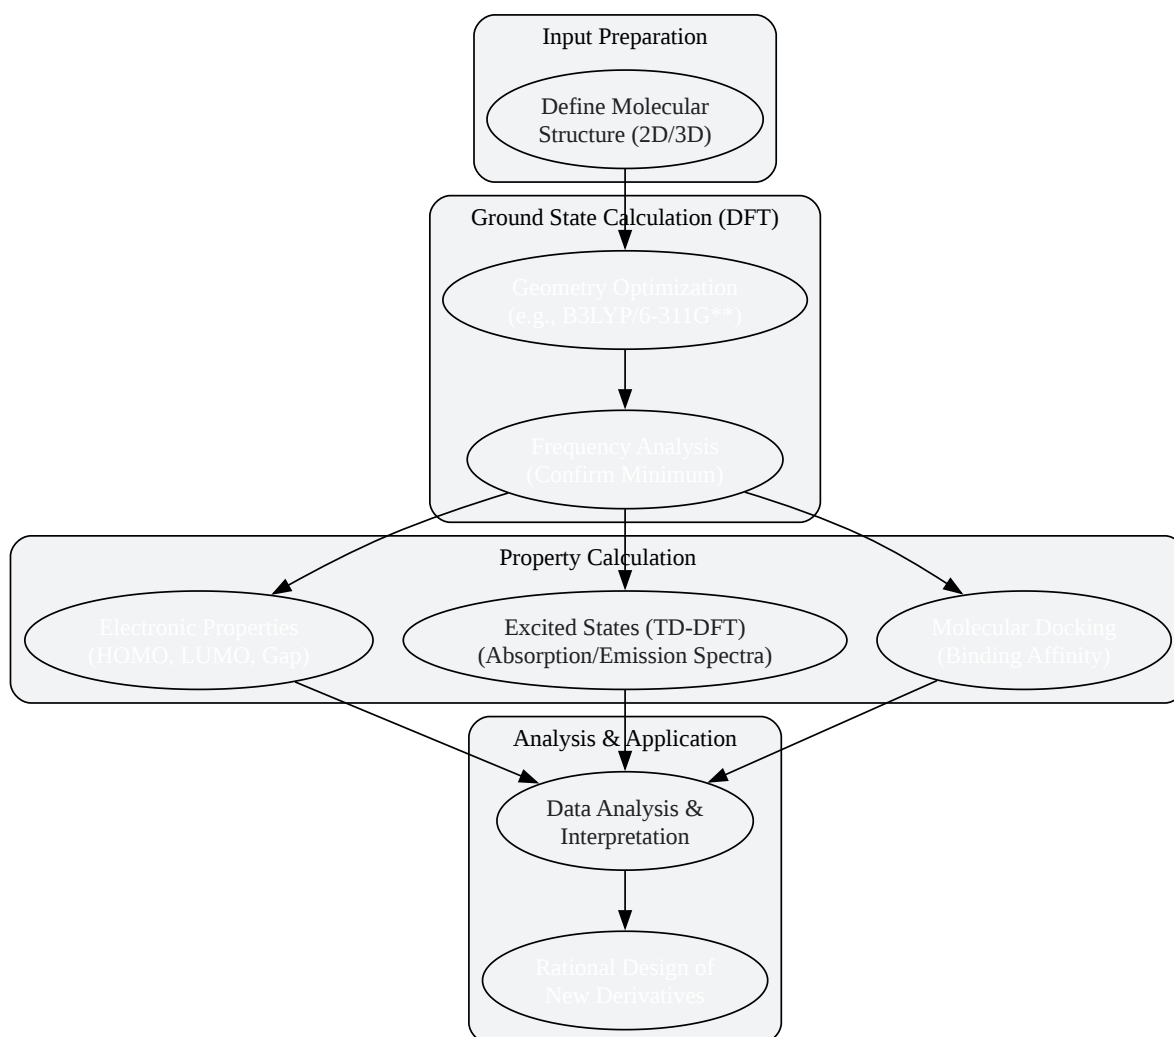 Input Preparation
Define Molecular
Structure (2D/3D)
Ground State Calculation (DFT)
Geometry Optimization
(e.g., B3LYP/6-311G**)
Frequency Analysis
(Confirm Minimum)
Property Calculation
Electronic Properties
(HOMO, LUMO, Gap)
Excited States (TD-DFT)
(Absorption/Emission Spectra)
Molecular Docking
(Binding Affinity)
Analysis & Application
Data Analysis &
Interpretation
Rational Design of
New Derivatives